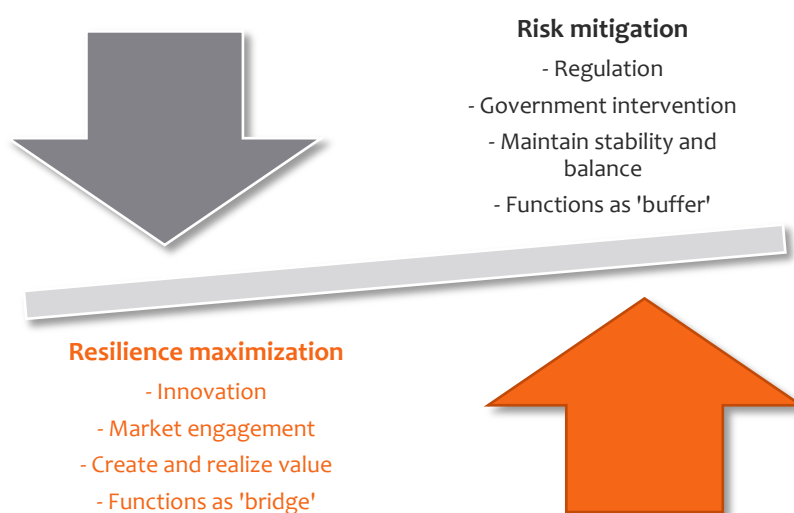 Risk mitigation
- Regulation
- Government intervention
- Maintain stability and
balance
- Functions as 'buffer'
Resilience maximization
- Innovation
- Market engagement
- Create and realize value
- Functions as 'bridge'